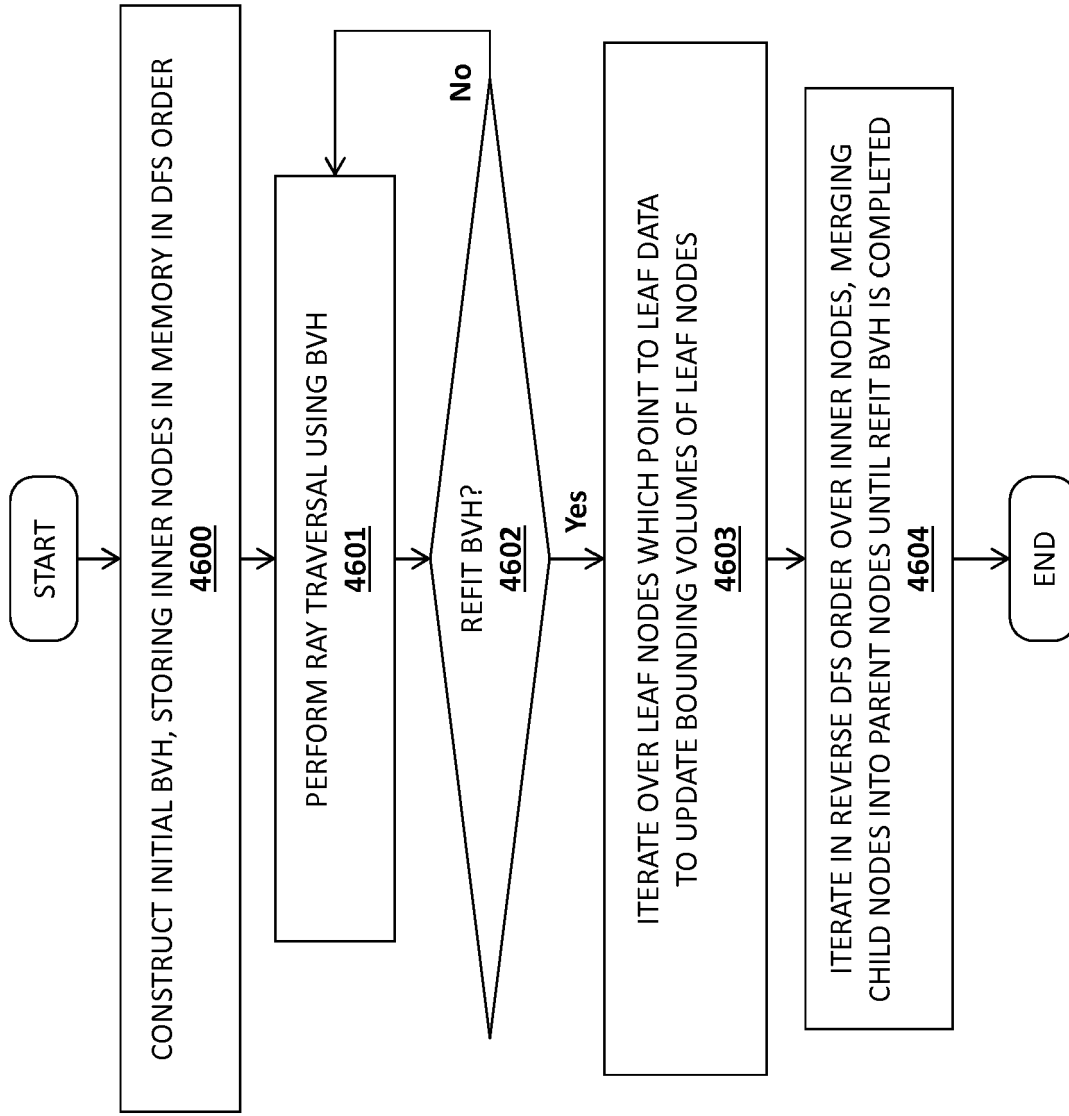 START
CONSTRUCT INITIAL BVH, STORING INNER NODES IN MEMORY IN DFS ORDER
4600
PERFORM RAY TRAVERSAL USING BVH
4601
No
REFIT BVH?
4602
Yes
ITERATE OVER LEAF NODES WHICH POINT TO LEAF DATA
TO UPDATE BOUNDING VOLUMES OF LEAF NODES
4603
ITERATE IN REVERSE DFS ORDER OVER INNER NODES, MERGING
CHILD NODES INTO PARENT NODES UNTIL REFIT BVH IS COMPLETED
4604
END